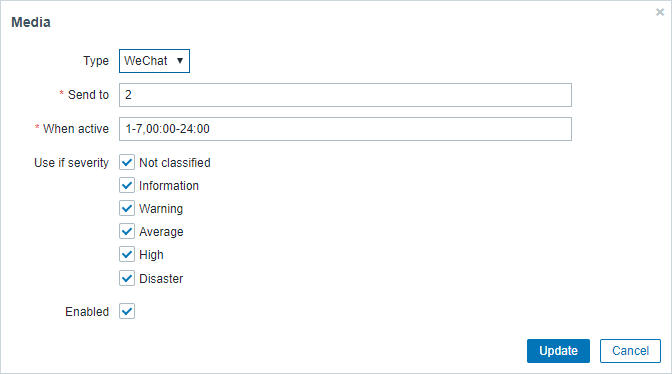 Media
Type WeChat
* Send to 2
* When active 1-7,00:00-24:00
Use if severity Not classified
Information
Warning
Average
High
Disaster
Enabled
Update Cancel